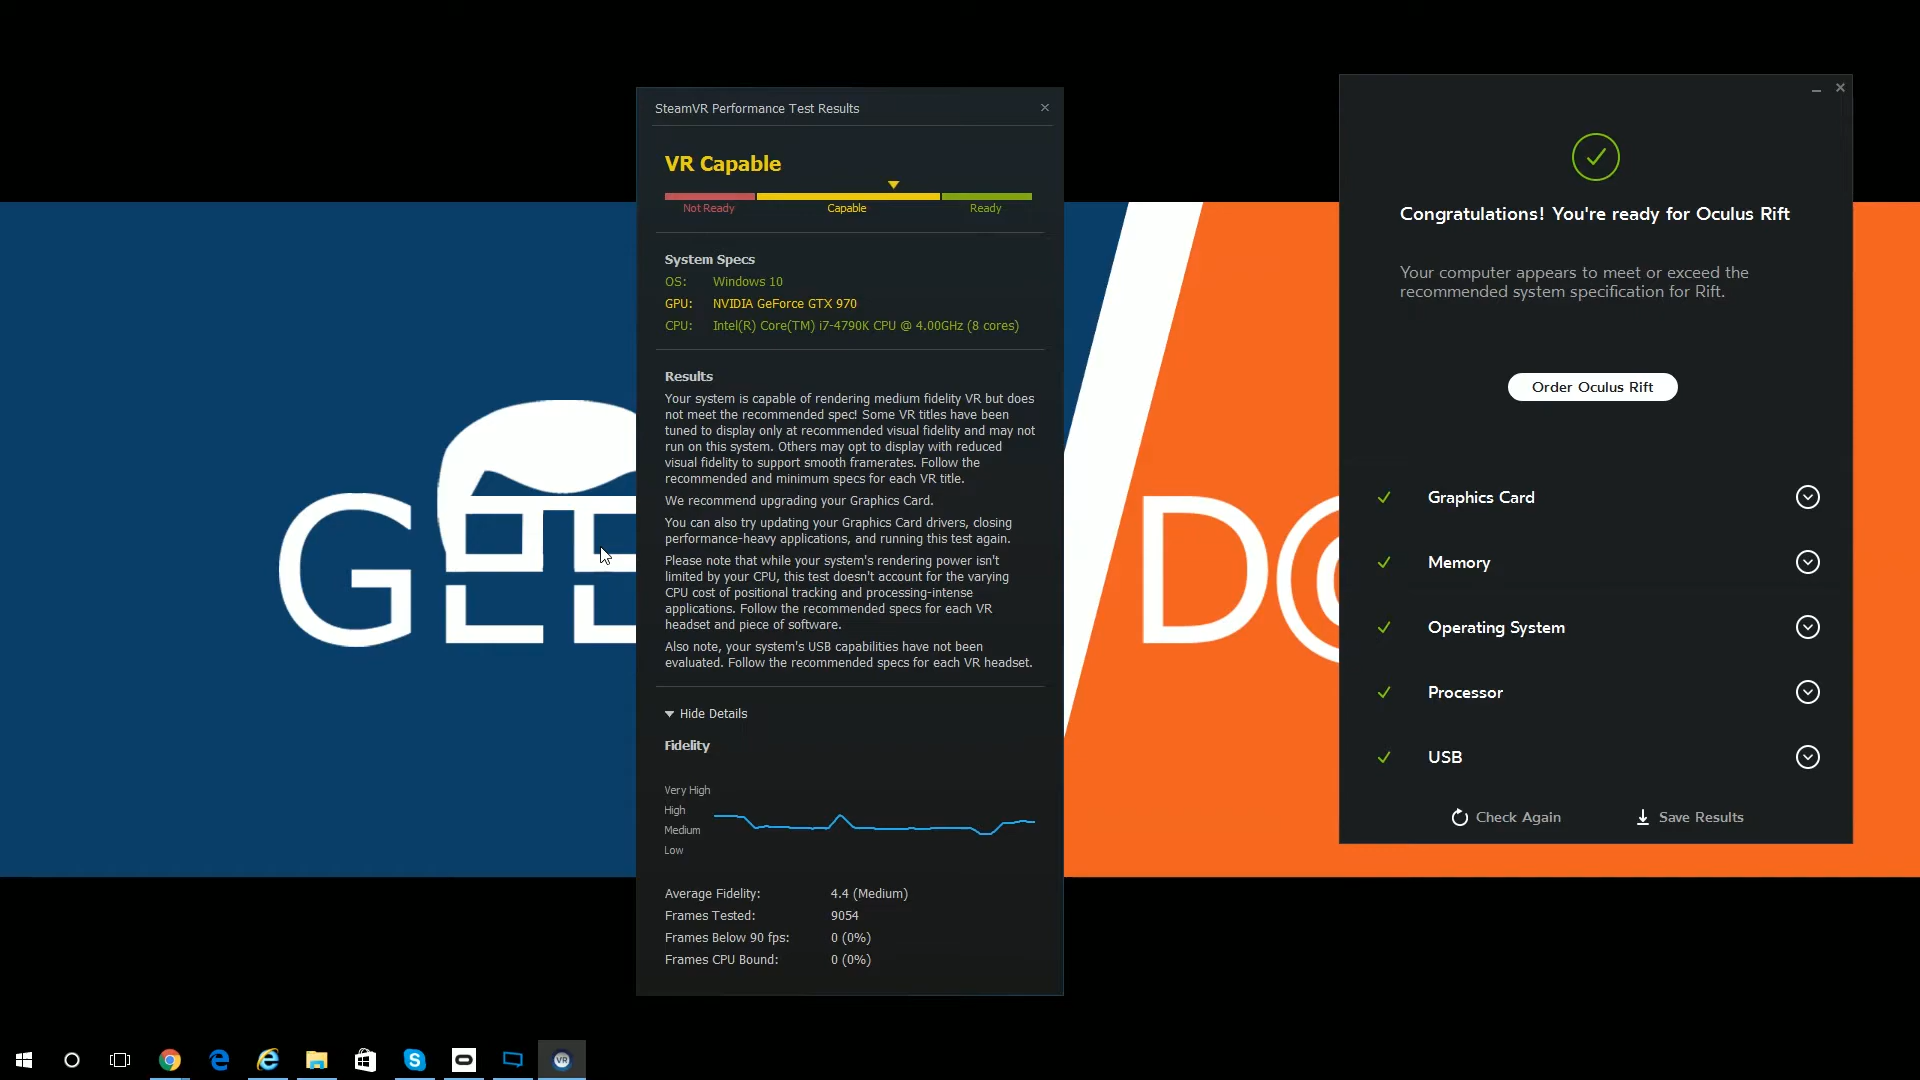 SteamVR Performance Test Results
VR Capable
Not Ready
Capable
Ready
System Specs
OS: Windows 10
GPU: NVIDIA GeForce GTX 970
CPU: Intel(R) Core(TM) i7-4790K CPU @ 4.00GHz (8 cores)
Results
Your system is capable of rendering medium fidelity VR but does
not meet the recommended spec! Some VR titles have been
tuned to display only at recommended visual fidelity and may not
run on this system. Others may opt to display with reduced
visual fidelity to support smooth framerates. Follow the
recommended and minimum specs for each VR title.
We recommend upgrading your Graphics Card.
You can also try updating your Graphics Card drivers, closing
performance-heavy applications, and running this test again.
Please note that while your system's rendering power isn't
limited by your CPU, this test doesn't account for the varying
CPU cost of positional tracking and processing-intense
applications. Follow the recommended specs for each VR
headset and piece of software.
Also note, your system's USB capabilities have not been
evaluated. Follow the recommended specs for each VR headset.
Hide Details
Fidelity
Very High
High
Medium
Low
Average Fidelity: 4.4 (Medium)
Frames Tested: 9054
Frames Below 90 fps: 0 (0%)
Frames CPU Bound: 0 (0%)
Congratulations! You're ready for Oculus Rift
Your computer appears to meet or exceed the
recommended system specification for Rift.
Order Oculus Rift
Graphics Card
Memory
Operating System
Processor
USB
Check Again
Save Results
GEE
D@
VR